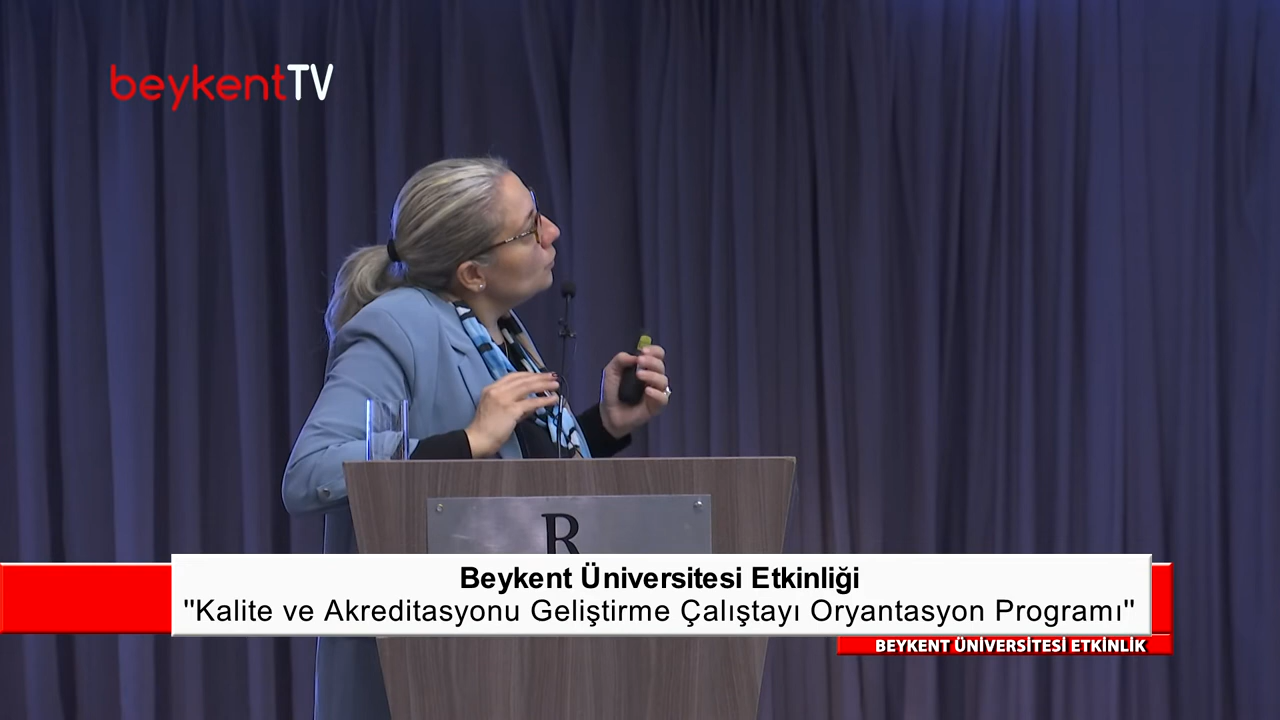 beykentTV
R
Beykent Üniversitesi Etkinliği
"Kalite ve Akreditasyonu Geliştirme Çalıştayı Oryantasyon Programı"
BEYKENT ÜNİVERSİTESİ ETKİNLİK